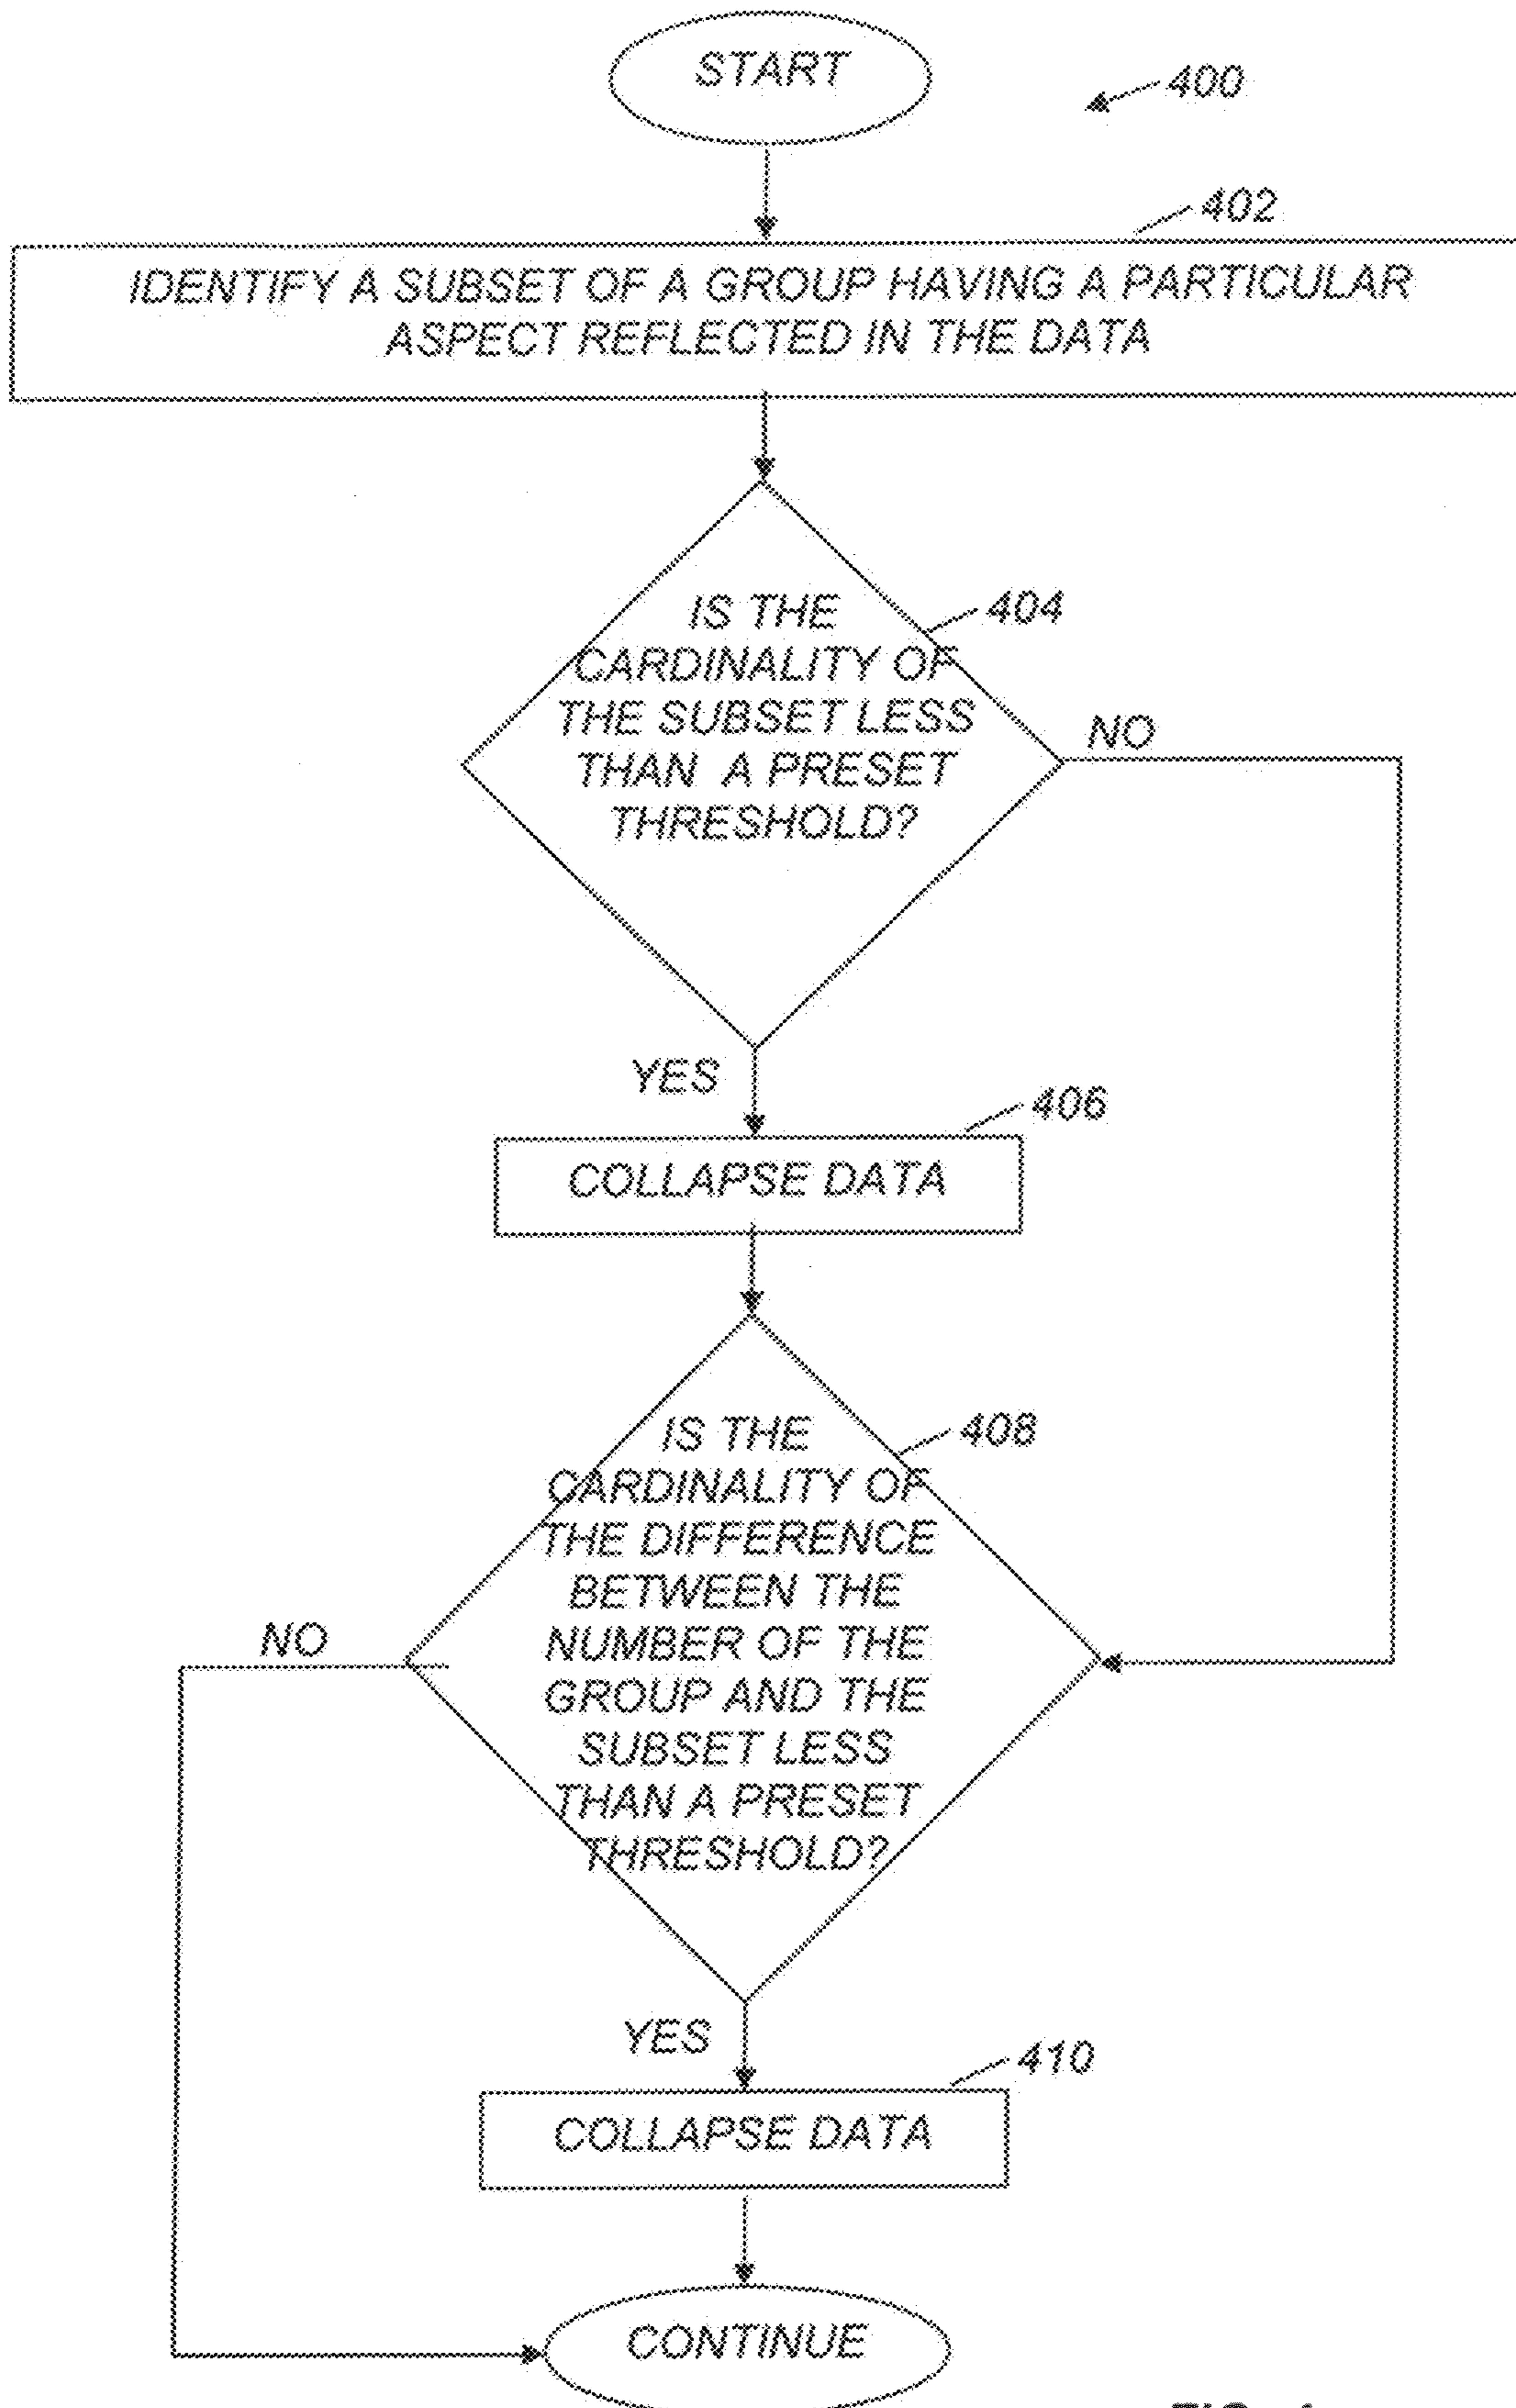 START
400
402
IDENTIFY A SUBSET OF A GROUP HAVING A PARTICULAR
ASPECT REFLECTED IN THE DATA
404
IS THE
CARDINALITY OF
THE SUBSET LESS
THAN A PRESET
THRESHOLD?
NO
YES
406
COLLAPSE DATA
408
IS THE
CARDINALITY OF
THE DIFFERENCE
BETWEEN THE
NUMBER OF THE
GROUP AND THE
SUBSET LESS
THAN A PRESET
THRESHOLD?
NO
YES
410
COLLAPSE DATA
CONTINUE